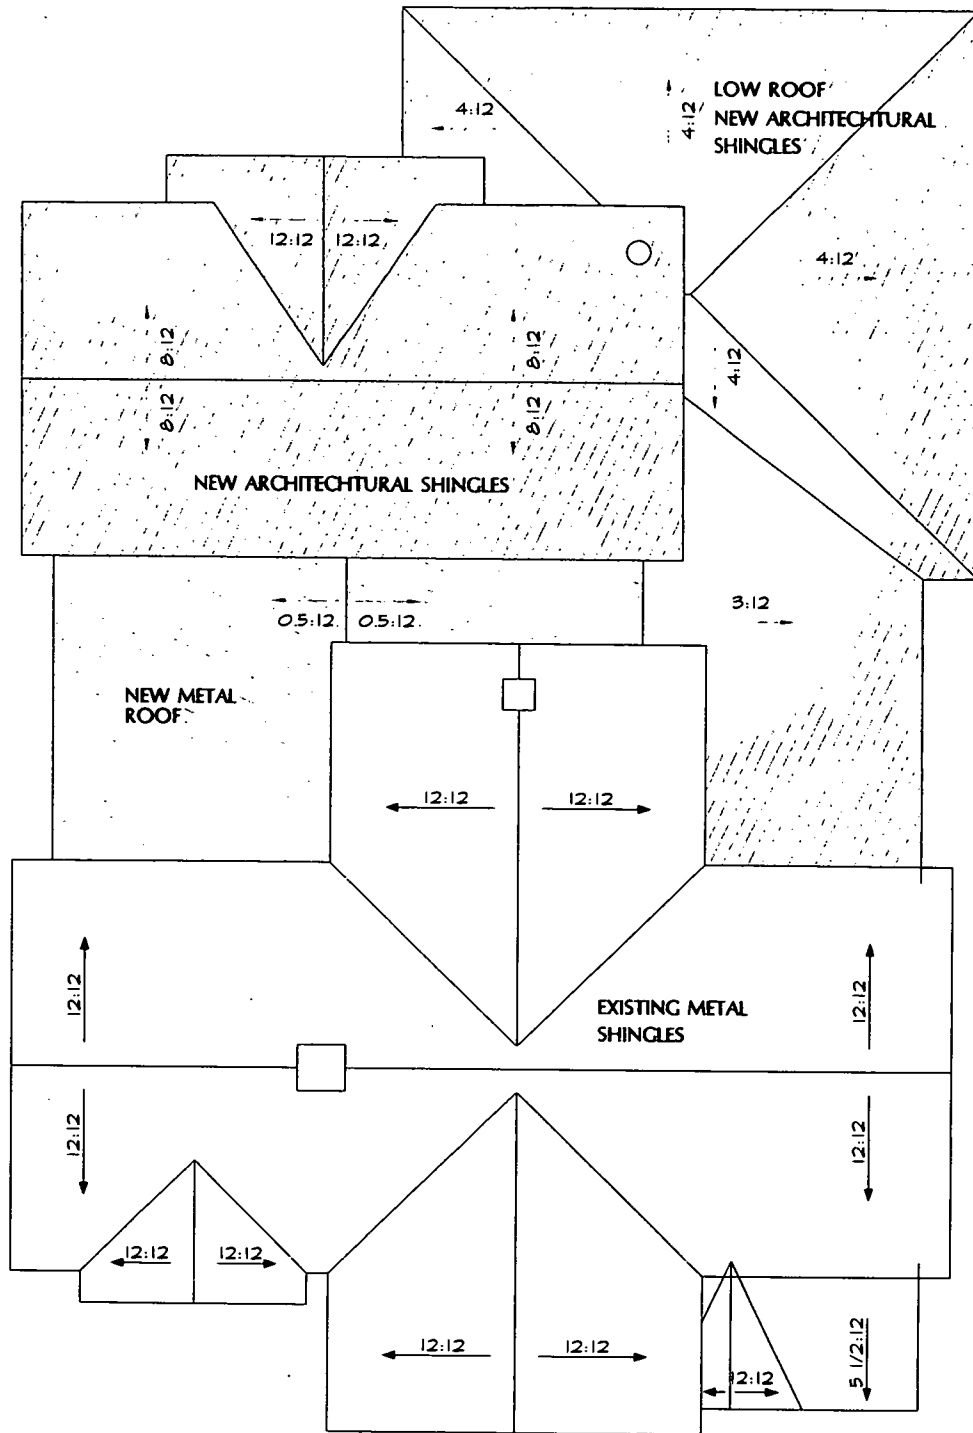 LOW ROOF
NEW ARCHITECHTURAL
SHINGLES
4:12
4:12
12:12 12:12
4:12
8:12 8:12
4:12
8:12 8:12
NEW ARCHITECHTURAL SHINGLES
0.5:12 0.5:12
3:12
NEW METAL
ROOF
12:12 12:12
12:12 12:12
EXISTING METAL
SHINGLES
12:12 12:12
12:12 12:12
12:12 12:12
5 1/2:12
12:12